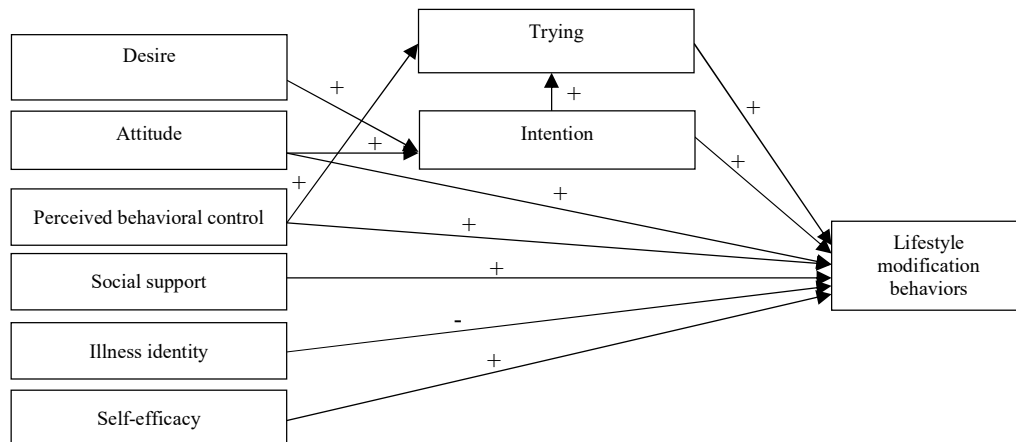 Trying
Desire
+
+
+
Attitude
+
Intention
+
+
+
Perceived behavioral control
+
Lifestyle
modification
behaviors
Social support
+
Illness identity
-
+
Self-efficacy